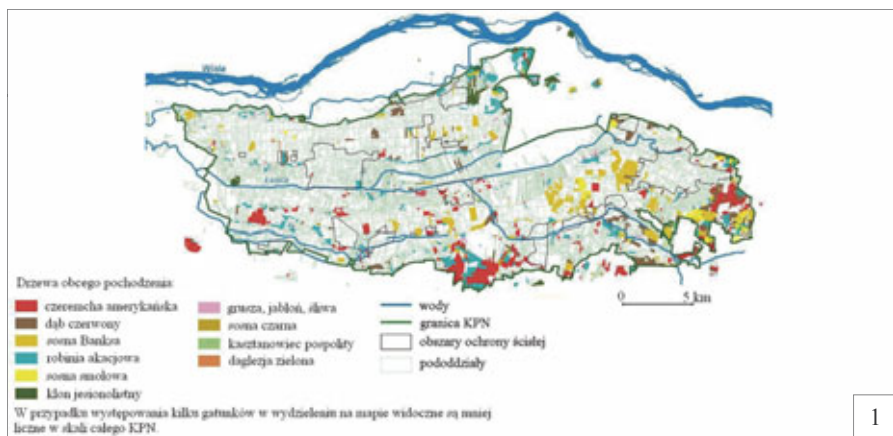 Wisła
Łasica
0 5 km
Drzewa obcego pochodzenia:
czeremcha amerykańska
dąb czerwony
sosna Banksa
robinia akacjowa
sosna smołowa
klon jesionolistny
grusza, jabłoń, śliwa
sosna czarna
kasztanowiec pospolity
daglezja zielona
wody
granica KPN
obszary ochrony ścisłej
pododdziały
W przypadku występowania kilku gatunków w wydzieleniu na mapie widoczne są mniej
liczne w skali całego KPN.
1